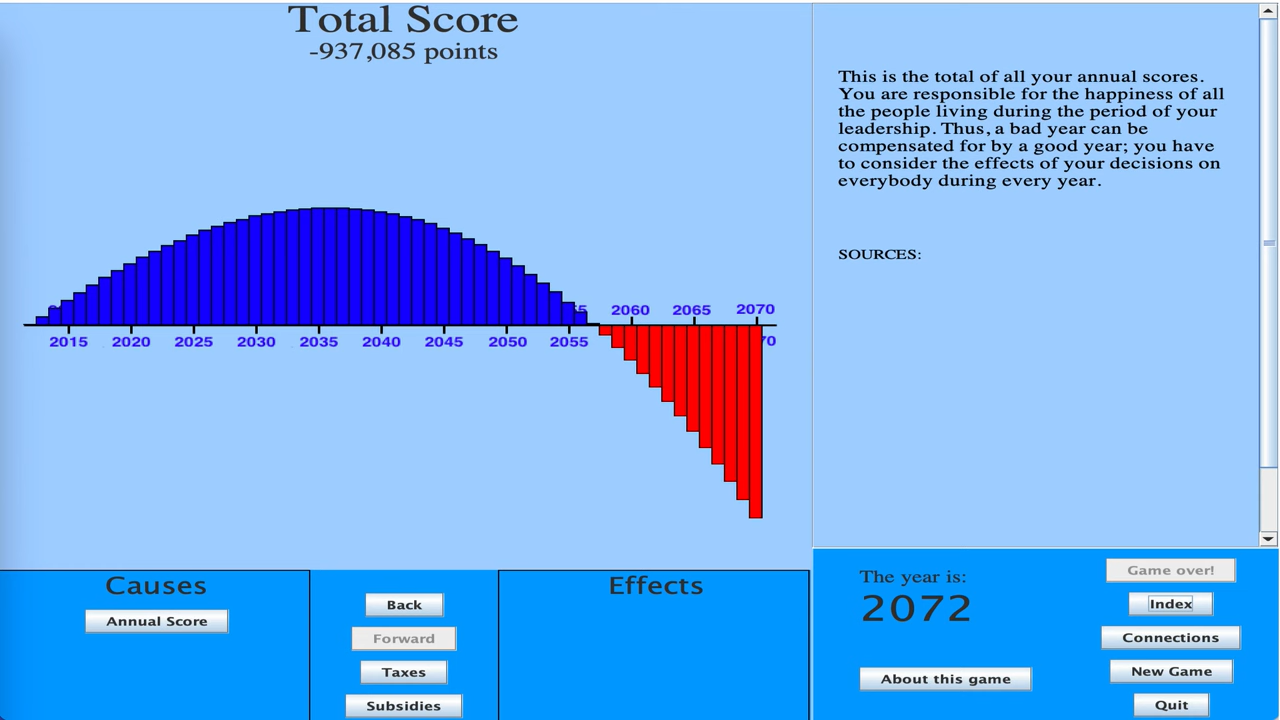 Total Score
-937,085 points
This is the total of all your annual scores.
You are responsible for the happiness of all
the people living during the period of your
leadership. Thus, a bad year can be
compensated for by a good year; you have
to consider the effects of your decisions on
everybody during every year.
SOURCES:
2060 2065 2070
2015 2020 2025 2030 2035 2040 2045 2050 2055
Causes
Annual Score
Back
Forward
Taxes
Subsidies
Effects
The year is:
2072
About this game
Game over!
Index
Connections
New Game
Quit